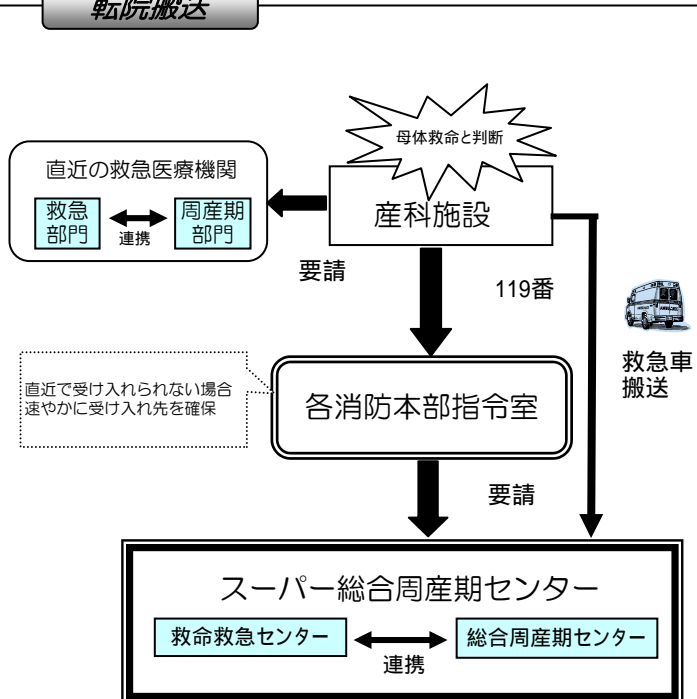 転院搬送
母体救命と判断
直近の救急医療機関
救急
部門
連携
周産期
部門
産科施設
要請
119番
救急車
搬送
直近で受け入れられない場合
速やかに受け入れ先を確保
各消防本部指令室
要請
スーパー総合周産期センター
救命救急センター
連携
総合周産期センター